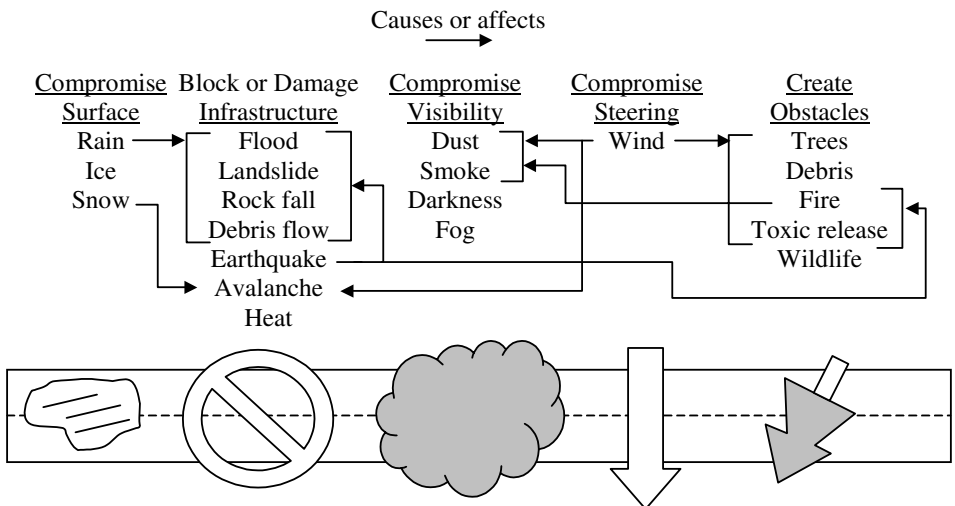 Causes or affects
Compromise Surface
Rain
Ice
Snow
Block or Damage Infrastructure
Flood
Landslide
Rock fall
Debris flow
Earthquake
Avalanche
Heat
Compromise Visibility
Dust
Smoke
Darkness
Fog
Compromise Steering
Wind
Create Obstacles
Trees
Debris
Fire
Toxic release
Wildlife